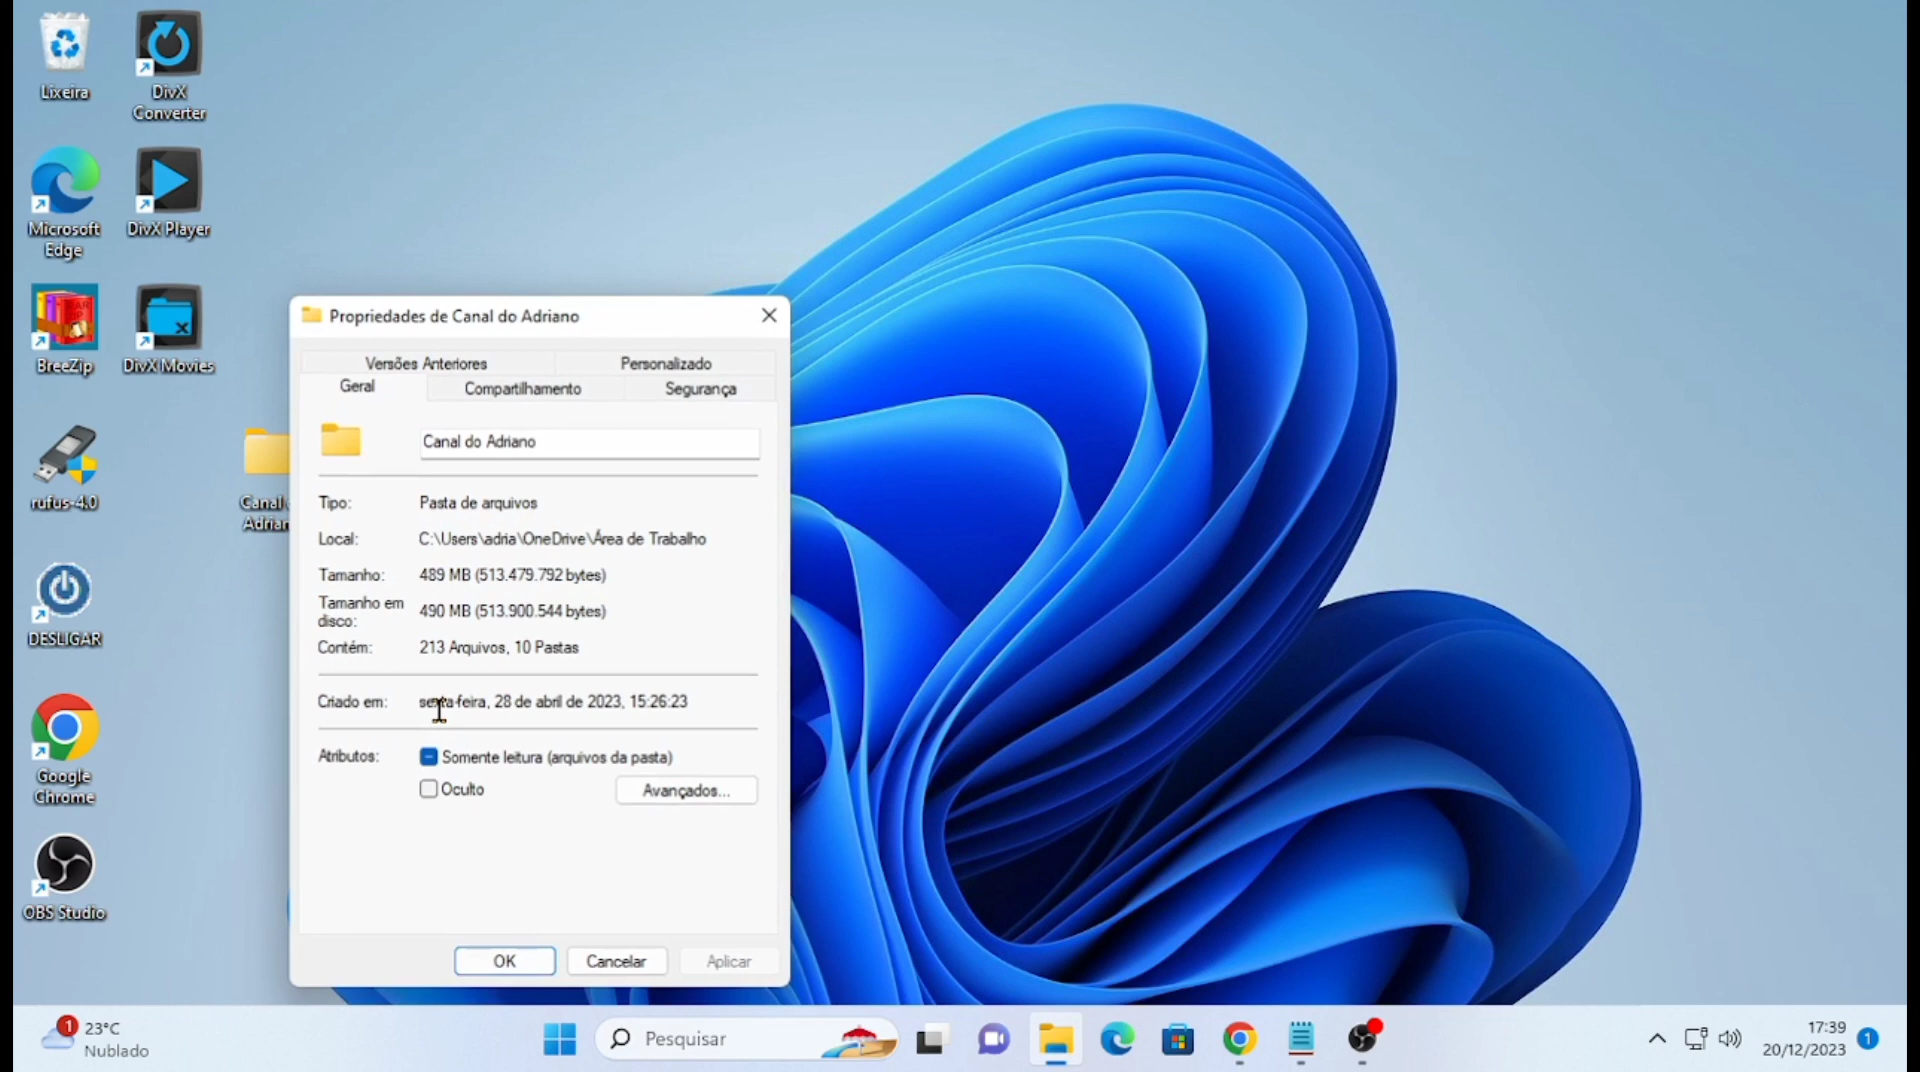 Lixeira
DivX
Converter
Microsoft
Edge
DivX Player
BreeZip
DivX Movies
rufus-4.0
Canal
Adrian
DESLIGAR
Google
Chrome
OBS Studio
Propriedades de Canal do Adriano
Versões Anteriores
Personalizado
Geral
Compartilhamento
Segurança
Canal do Adriano
Tipo: Pasta de arquivos
Local: C:\Users\adria\OneDrive\Área de Trabalho
Tamanho: 489 MB (513.479.792 bytes)
Tamanho em
disco: 490 MB (513.900.544 bytes)
Contém: 213 Arquivos, 10 Pastas
Criado em: sexta-feira, 28 de abril de 2023, 15:26:23
Atributos: Somente leitura (arquivos da pasta)
Oculto
Avançados...
OK
Cancelar
Aplicar
1
23°C
Nublado
Pesquisar
17:39
20/12/2023
1